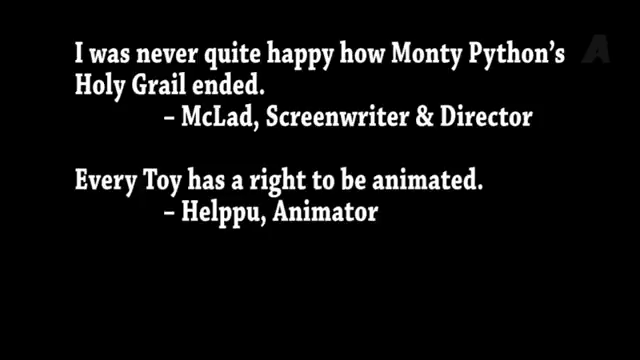 I was never quite happy how Monty Python's
Holy Grail ended.
– McLad, Screenwriter & Director
Every Toy has a right to be animated.
– Helppu, Animator